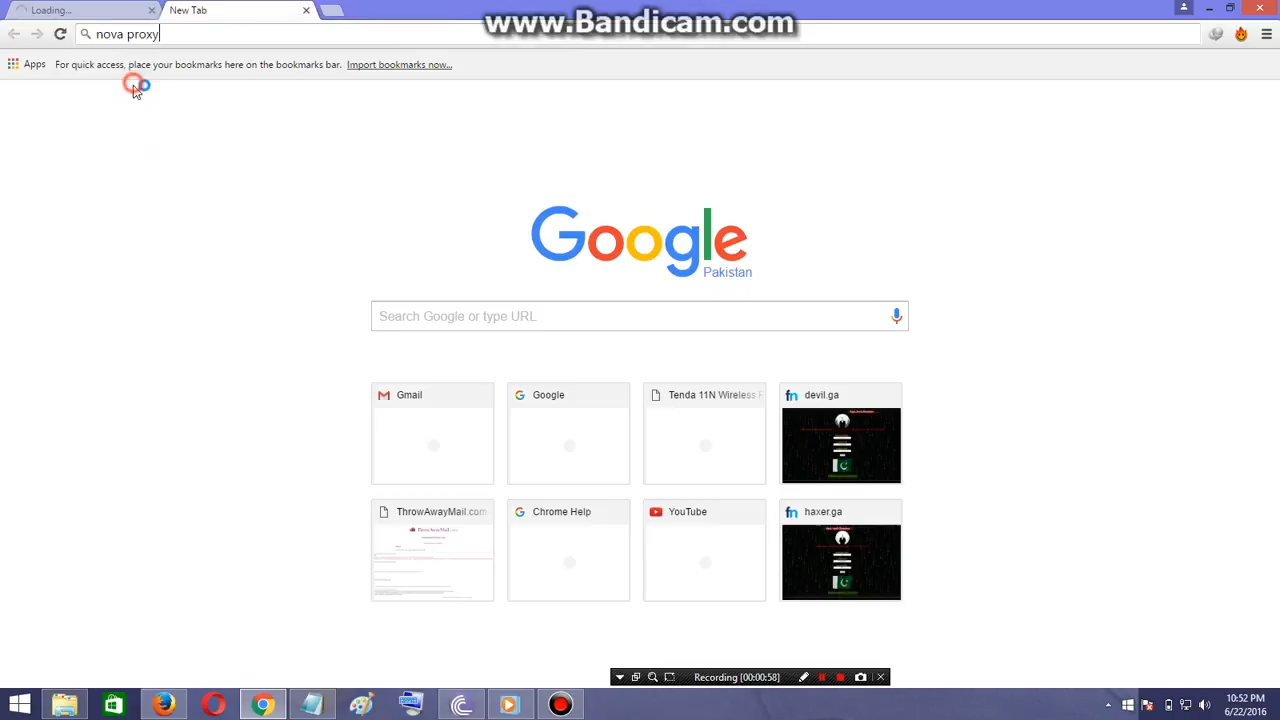 Loading...
New Tab
www.Bandicam.com
nova proxy
Apps
For quick access, place your bookmarks here on the bookmarks bar. Import bookmarks now...
Google
Pakistan
Search Google or type URL
Gmail
Google
Tenda 11N Wireless
devil.ga
ThrowAwayMail.com
Chrome Help
YouTube
haxer.ga
Recording [00:00:58]
10:52 PM
6/22/2016